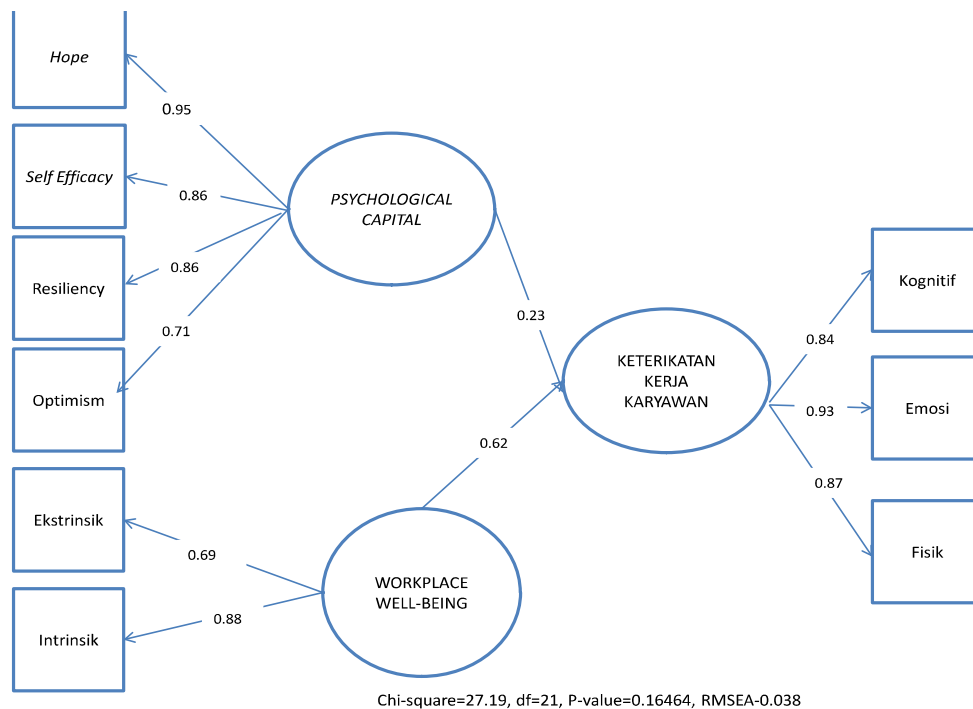 Hope
0.95
Self Efficacy
0.86
PSYCHOLOGICAL
CAPITAL
Resiliency
0.86
0.71
Optimism
0.23
KETERIKATAN
KERJA
KARYAWAN
Kognitif
0.84
Emosi
0.93
0.87
Fisik
0.62
Ekstrinsik
0.69
WORKPLACE
WELL-BEING
Intrinsik
0.88
Chi-square=27.19, df=21, P-value=0.16464, RMSEA-0.038